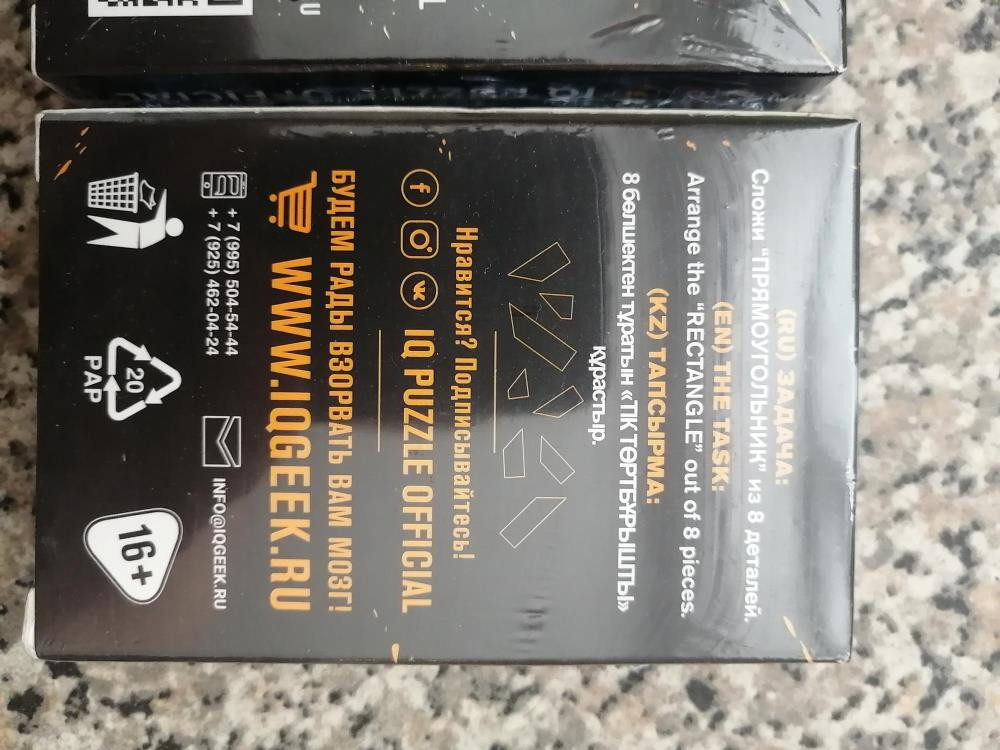 (RU) ЗАДАЧА:
Сложи “ПРЯМОУГОЛЬНИК” из 8 деталей.
(EN) THE TASK:
Arrange the “RECTANGLE” out of 8 pieces.
(KZ) ТАПСЫРМА:
8 бөлшектен тұратын «ТІК ТӨРТБҰРЫШТЫ»
құрастыр.
Нравится? Подписывайтесь!
IQ PUZZLE OFFICIAL
БУДЕМ РАДЫ ВЗОРВАТЬ ВАМ МОЗГ!
WWW.IQGEEK.RU
+ 7 (995) 504-54-44
+ 7 (925) 462-04-24
INFO@IQGEEK.RU
20
PAP
16+